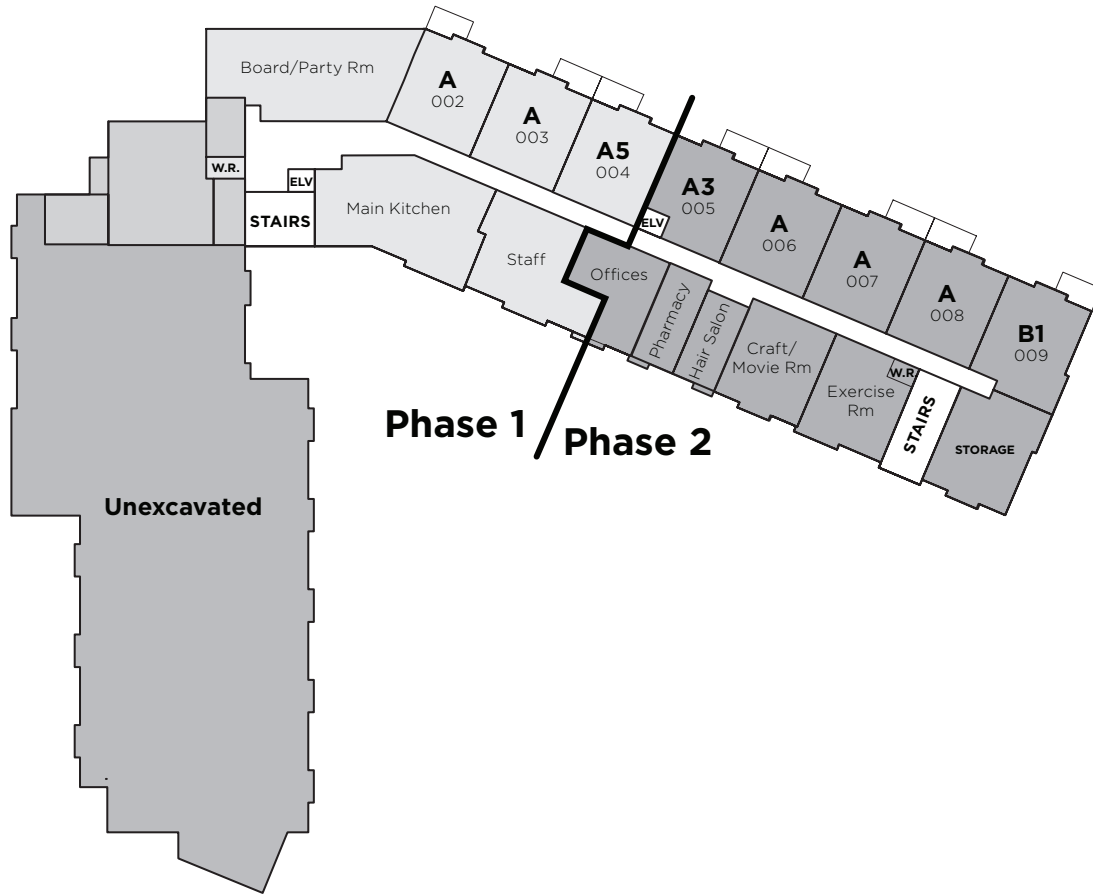 Board/Party Rm
A
002
A
003
A5
004
A3
005
A
006
A
007
A
008
B1
009
W.R.
ELV
STAIRS
Main Kitchen
Staff
ELV
Offices
Pharmacy
Hair Salon
Craft/
Movie Rm
Exercise
Rm
W.R.
STAIRS
STORAGE
Phase 1
Phase 2
Unexcavated